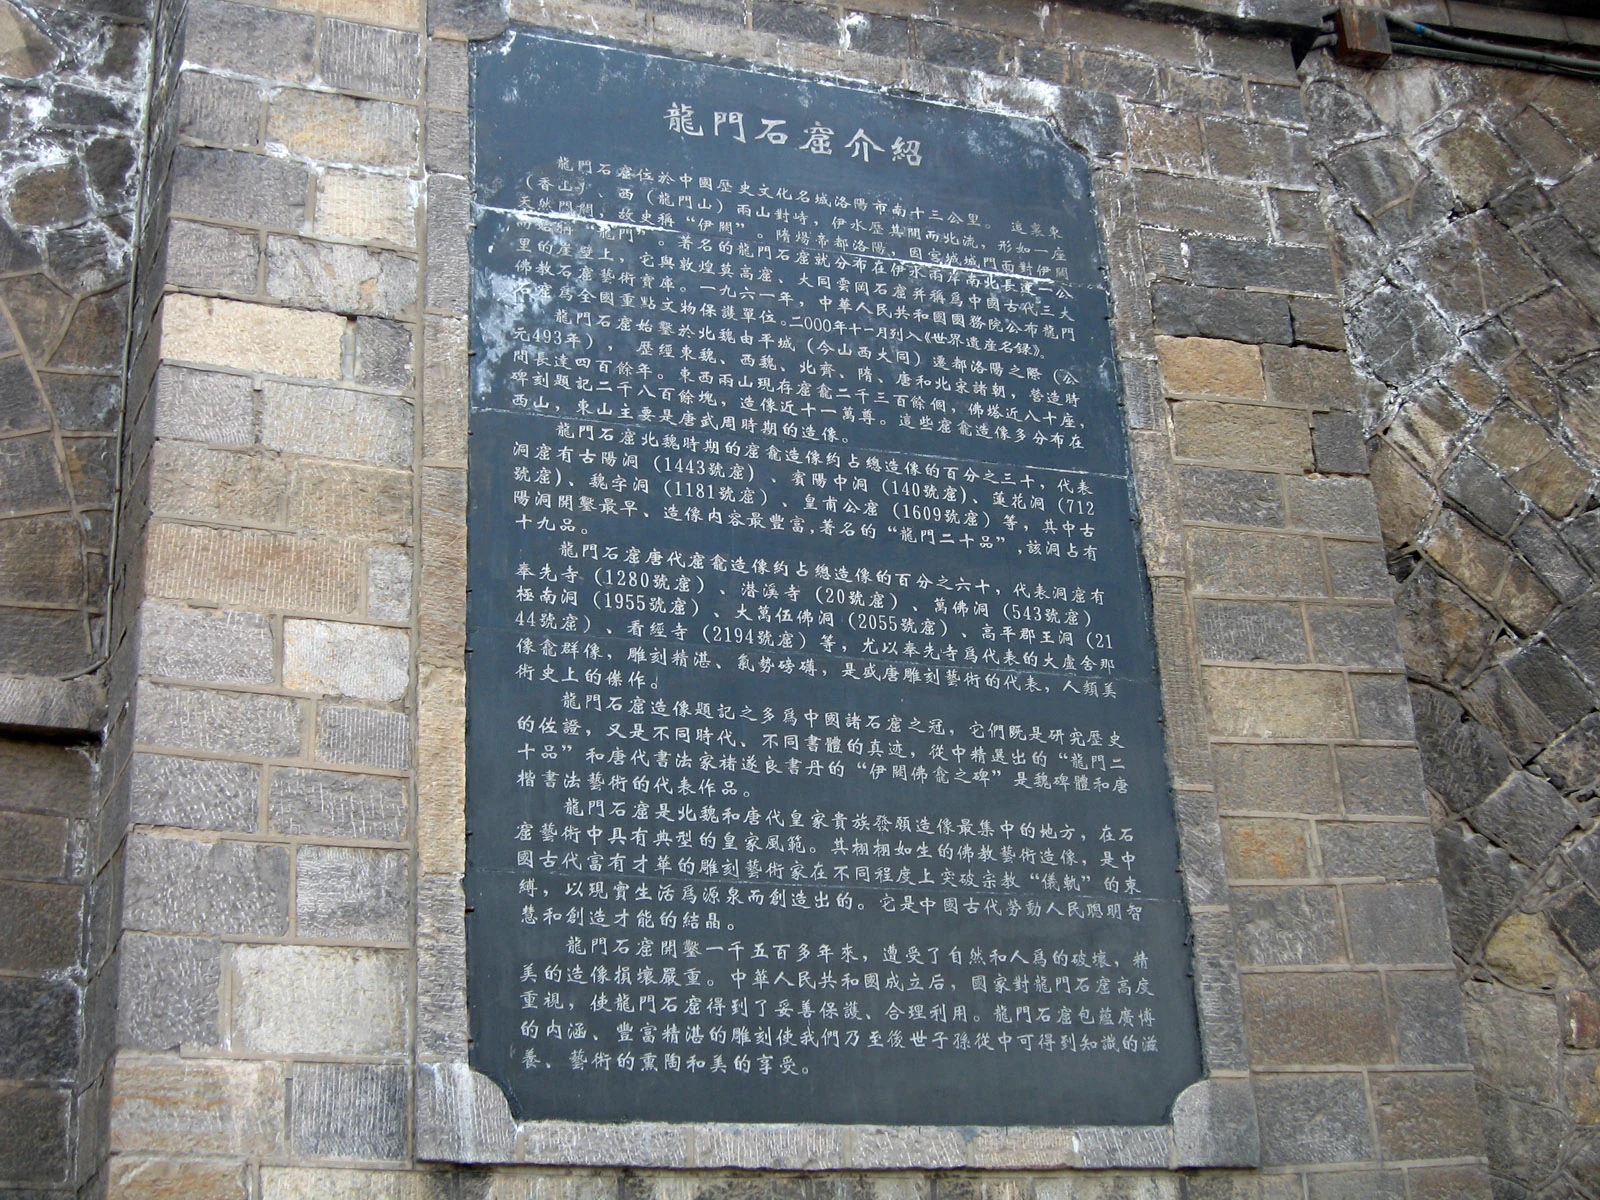 龍門石窟介紹
龍門石窟位於中國歷史文化名城洛陽市南十三公里。這裏東
（香山）、西（龍門山）兩山對峙，伊水歷其間而北流，形如一座
天然門闕，故史稱“伊闕”。隋煬帝都洛陽，因宮城城門面對伊闕
而始稱“龍門”。著名的龍門石窟就分布在伊水兩岸南北長達一公
里的崖壁上，它與敦煌莫高窟、大同雲岡石窟并稱爲中國古代三大
佛教石窟藝術寶庫。一九六一年，中華人民共和國國務院公布龍門
石窟爲全國重點文物保護單位。二000年十一月列入《世界遺産名録》。
龍門石窟始鑿於北魏由平城（今山西大同）遷都洛陽之際（公
元493年），歷經東魏、西魏、北齊、隋、唐和北宋諸朝，營造時
間長達四百餘年。東西兩山現存窟龕二千三百餘個，佛塔近八十座，
碑刻題記二千八百餘塊，造像近十一萬尊。這些窟龕造像多分布在
西山，東山主要是唐武周時期的造像。
龍門石窟北魏時期的窟龕造像約占總造像的百分之三十，代表
洞窟有古陽洞（1443號窟）、賓陽中洞（140號窟）、蓮花洞（712
號窟）、魏字洞（1181號窟）、皇甫公窟（1609號窟）等，其中古
陽洞開鑿最早、造像内容最豐富，著名的“龍門二十品”，該洞占有
十九品。
龍門石窟唐代窟龕造像約占總造像的百分之六十，代表洞窟有
奉先寺（1280號窟）、潜溪寺（20號窟）、萬佛洞（543號窟）
極南洞（1955號窟）、大萬伍佛洞（2055號窟）、高平郡王洞（21
44號窟）、看經寺（2194號窟）等，尤以奉先寺爲代表的大盧舍那
像龕群像，雕刻精湛、氣勢磅礴，是盛唐雕刻藝術的代表，人類美
術史上的傑作。
龍門石窟造像題記之多爲中國諸石窟之冠，它們既是研究歷史
的佐證，又是不同時代、不同書體的真迹，從中精選出的“龍門二
十品”和唐代書法家褚遂良書丹的“伊闕佛龕之碑”是魏碑體和唐
楷書法藝術的代表作品。
龍門石窟是北魏和唐代皇家貴族發願造像最集中的地方，在石
窟藝術中具有典型的皇家風範。其栩栩如生的佛教藝術造像，是中
國古代富有才華的雕刻藝術家在不同程度上突破宗教“儀軌”的束
縛，以現實生活爲源泉而創造出的。它是中國古代勞動人民聰明智
慧和創造才能的結晶。
龍門石窟開鑿一千五百多年來，遭受了自然和人爲的破壞，精
美的造像損壞嚴重。中華人民共和國成立后，國家對龍門石窟高度
重視，使龍門石窟得到了妥善保護、合理利用。龍門石窟包蘊廣博
的内涵、豐富精湛的雕刻使我們乃至後世子孫從中可得到知識的滋
養、藝術的熏陶和美的享受。